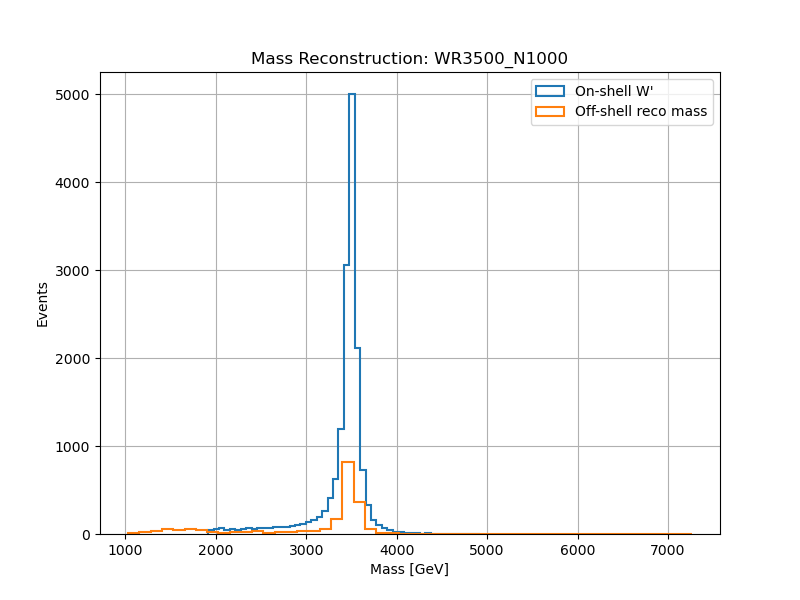 Mass Reconstruction: WR3500_N1000
On-shell W'
Off-shell reco mass
5000
4000
3000
2000
1000
0
Events
1000 2000 3000 4000 5000 6000 7000
Mass [GeV]